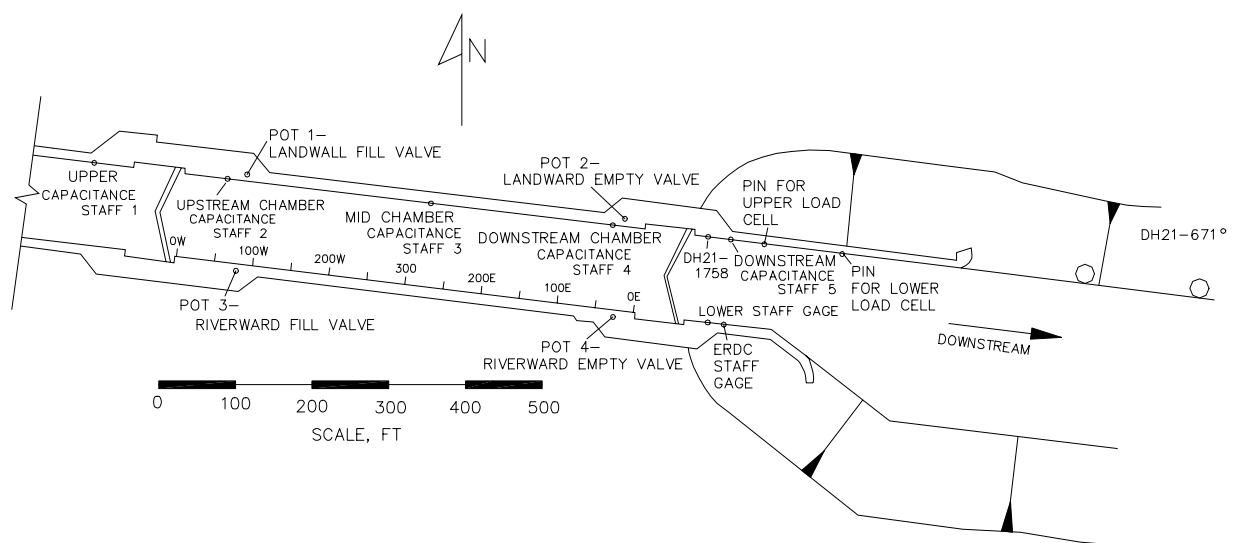 N
POT 1-
LANDWALL FILL VALVE
UPPER
CAPACITANCE
STAFF 1
UPSTREAM CHAMBER
CAPACITANCE
STAFF 2
MID CHAMBER
CAPACITANCE
STAFF 3
POT 2-
LANDWARD EMPTY VALVE
DOWNSTREAM CHAMBER
CAPACITANCE
STAFF 4
PIN FOR
UPPER LOAD
CELL
DH21-
1758
DOWNSTREAM
CAPACITANCE
STAFF 5
PIN
FOR LOWER
LOAD CELL
DH21-671°
0W
100W
200W
300
200E
100E
0E
POT 3-
RIVERWARD FILL VALVE
POT 4-
RIVERWARD EMPTY VALVE
LOWER STAFF GAGE
ERDC
STAFF
GAGE
DOWNSTREAM
0 100 200 300 400 500
SCALE, FT